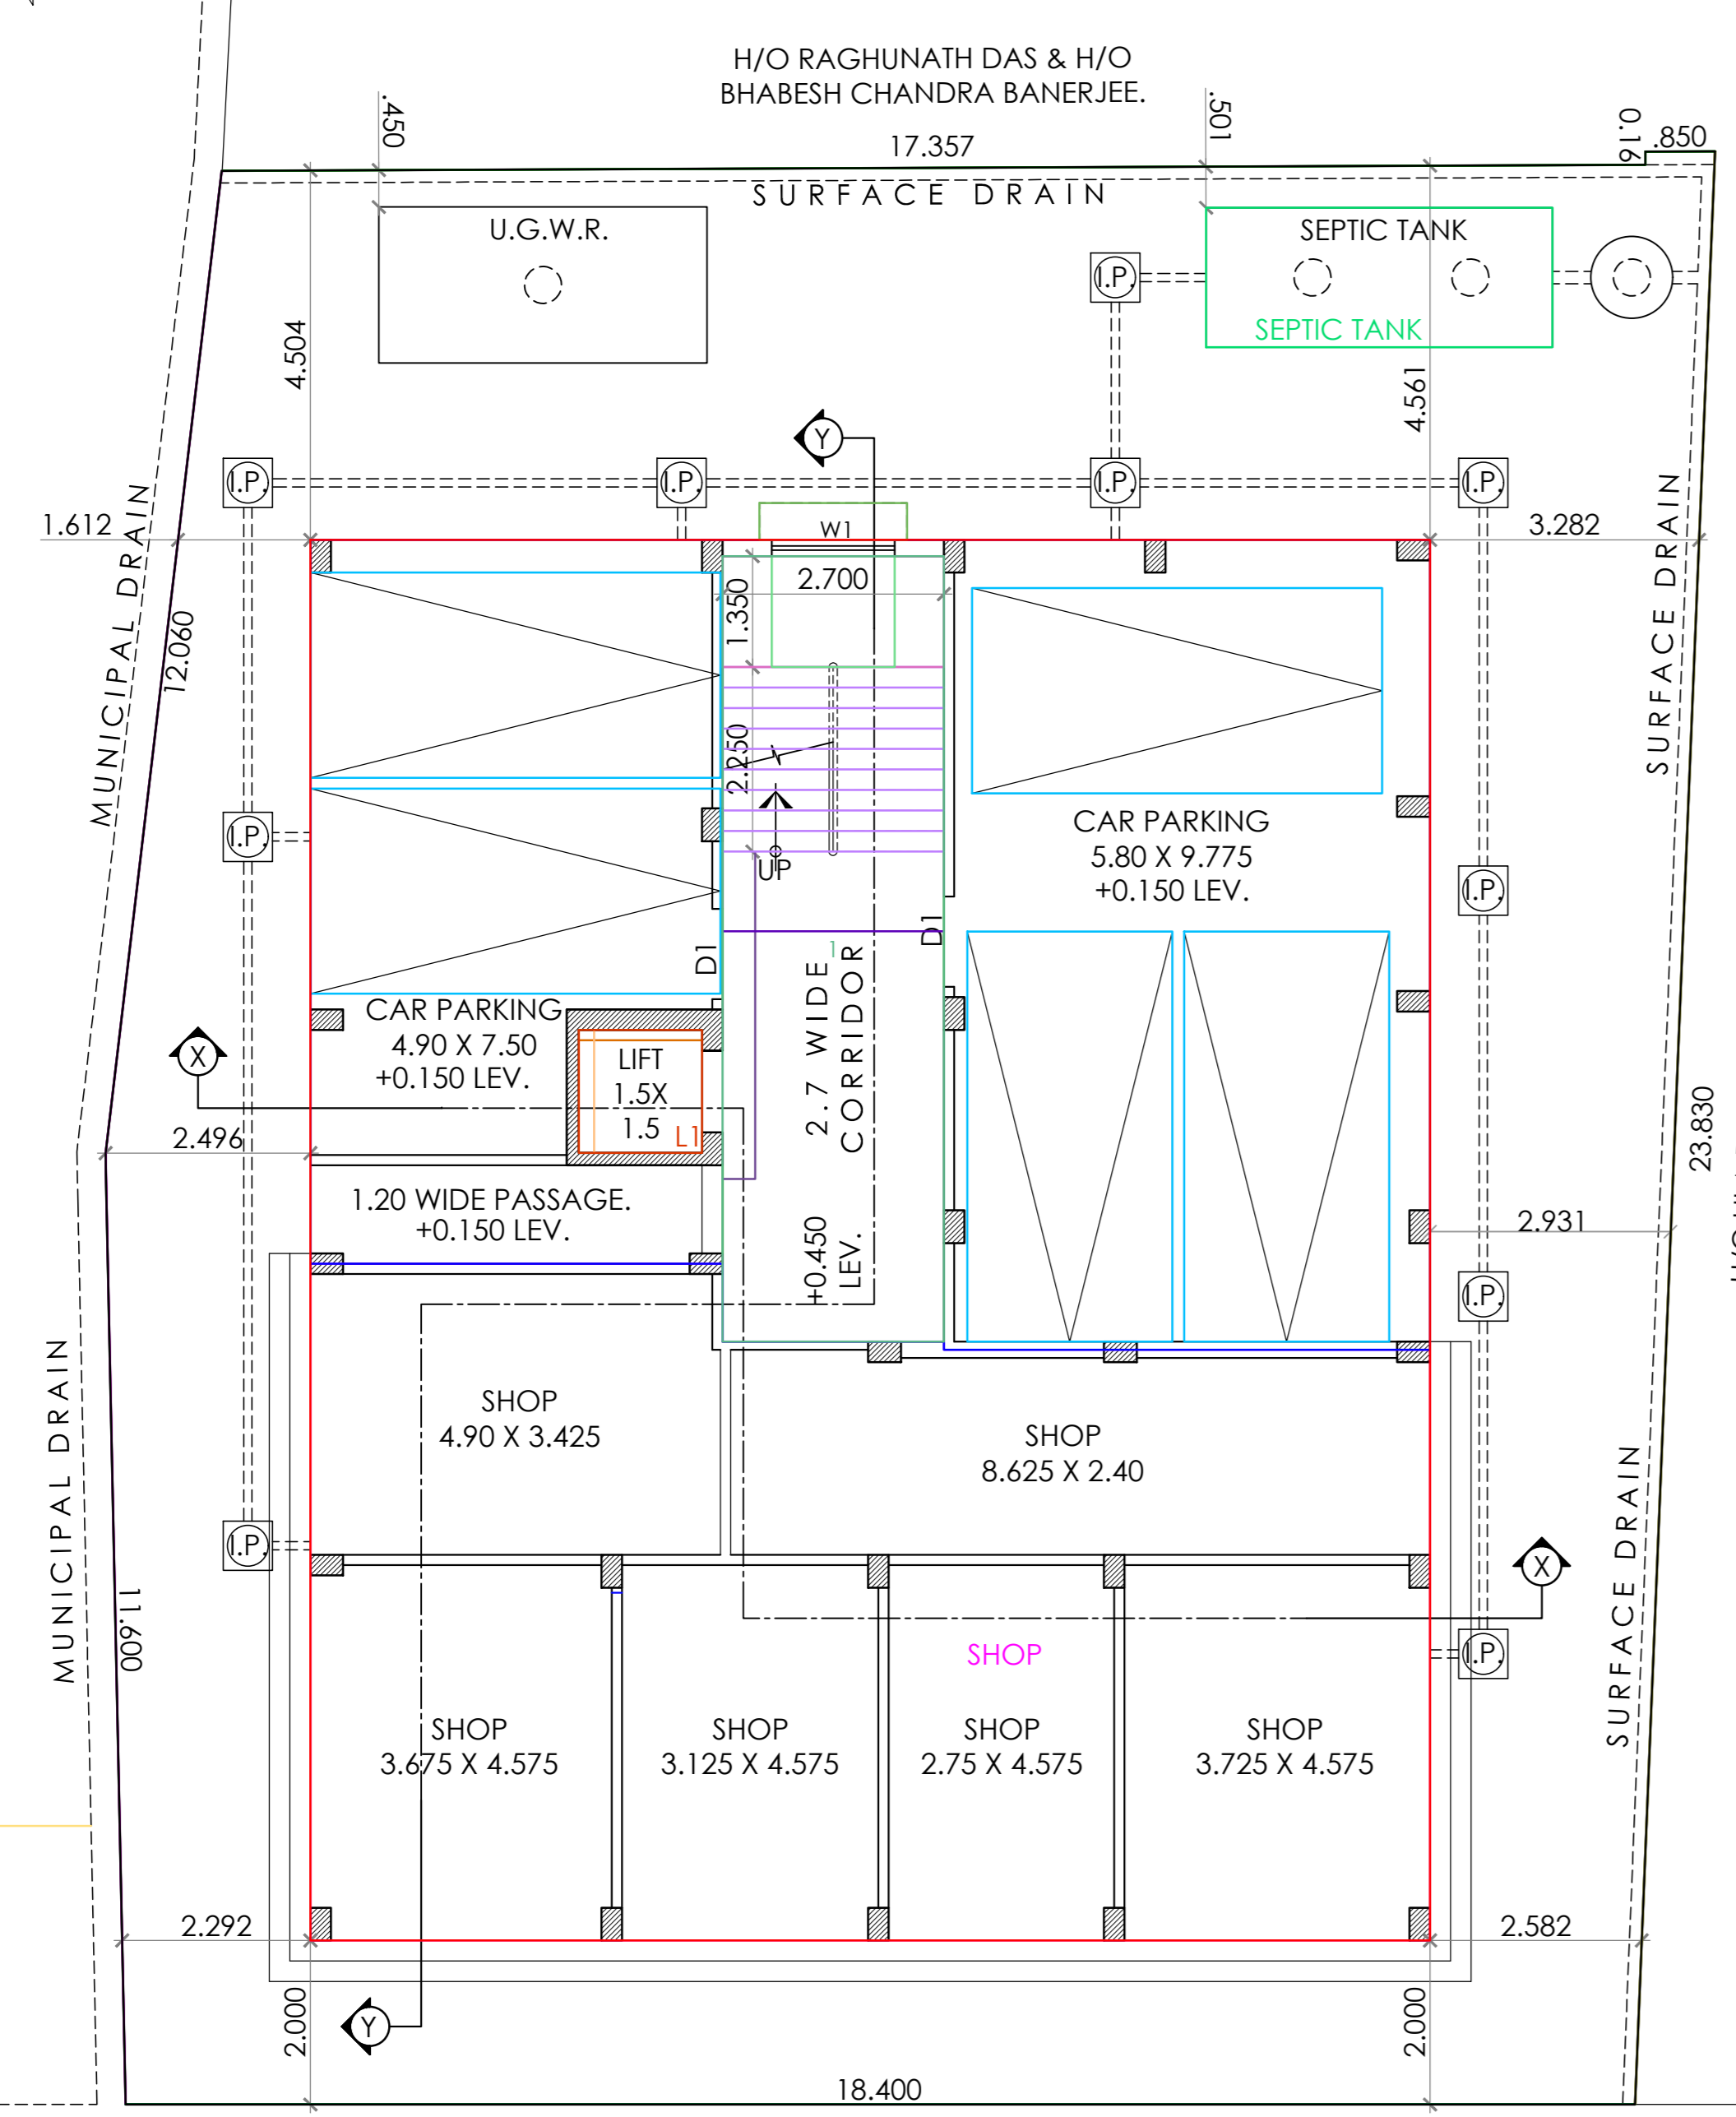 H/O RAGHUNATH DAS & H/O
BHABESH CHANDRA BANERJEE.
.450
17.357
.501
0.16
.850
SURFACE DRAIN
U.G.W.R.
SEPTIC TANK
SEPTIC TANK
I.P.
4.504
4.561
Y
I.P.
I.P.
I.P.
I.P.
1.612
W1
3.282
MUNICIPAL DRAIN
12.060
SURFACE DRAIN
2.700
1.350
2.250
UP
I.P.
CAR PARKING
5.80 X 9.775
+0.150 LEV.
I.P.
D1
D1
1
2.7 WIDE
CORRIDOR
CAR PARKING
4.90 X 7.50
+0.150 LEV.
X
LIFT
1.5X
1.5
L1
2.496
23.830
1.20 WIDE PASSAGE.
+0.150 LEV.
+0.450
LEV.
2.931
I.P.
MUNICIPAL DRAIN
SHOP
4.90 X 3.425
SHOP
8.625 X 2.40
SURFACE DRAIN
I.P.
X
11.600
SHOP
I.P.
SHOP
3.675 X 4.575
SHOP
3.125 X 4.575
SHOP
2.75 X 4.575
SHOP
3.725 X 4.575
2.292
2.582
2.000
Y
2.000
18.400